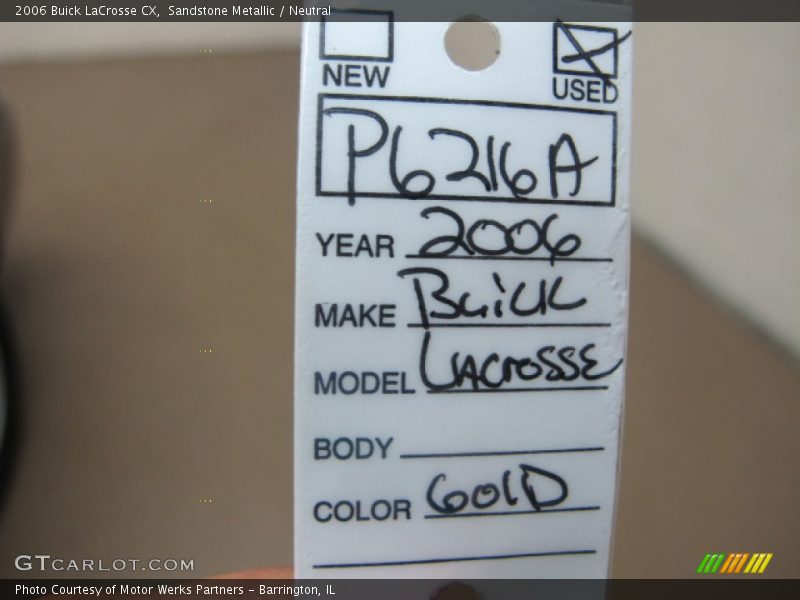 2006 Buick LaCrosse CX,  Sandstone Metallic / Neutral
NEW USED
P6216A
YEAR 2006
MAKE Buick
MODEL LACROSSE
BODY
COLOR GOlD
GTCARLOT.COM
Photo Courtesy of Motor Werks Partners - Barrington, IL